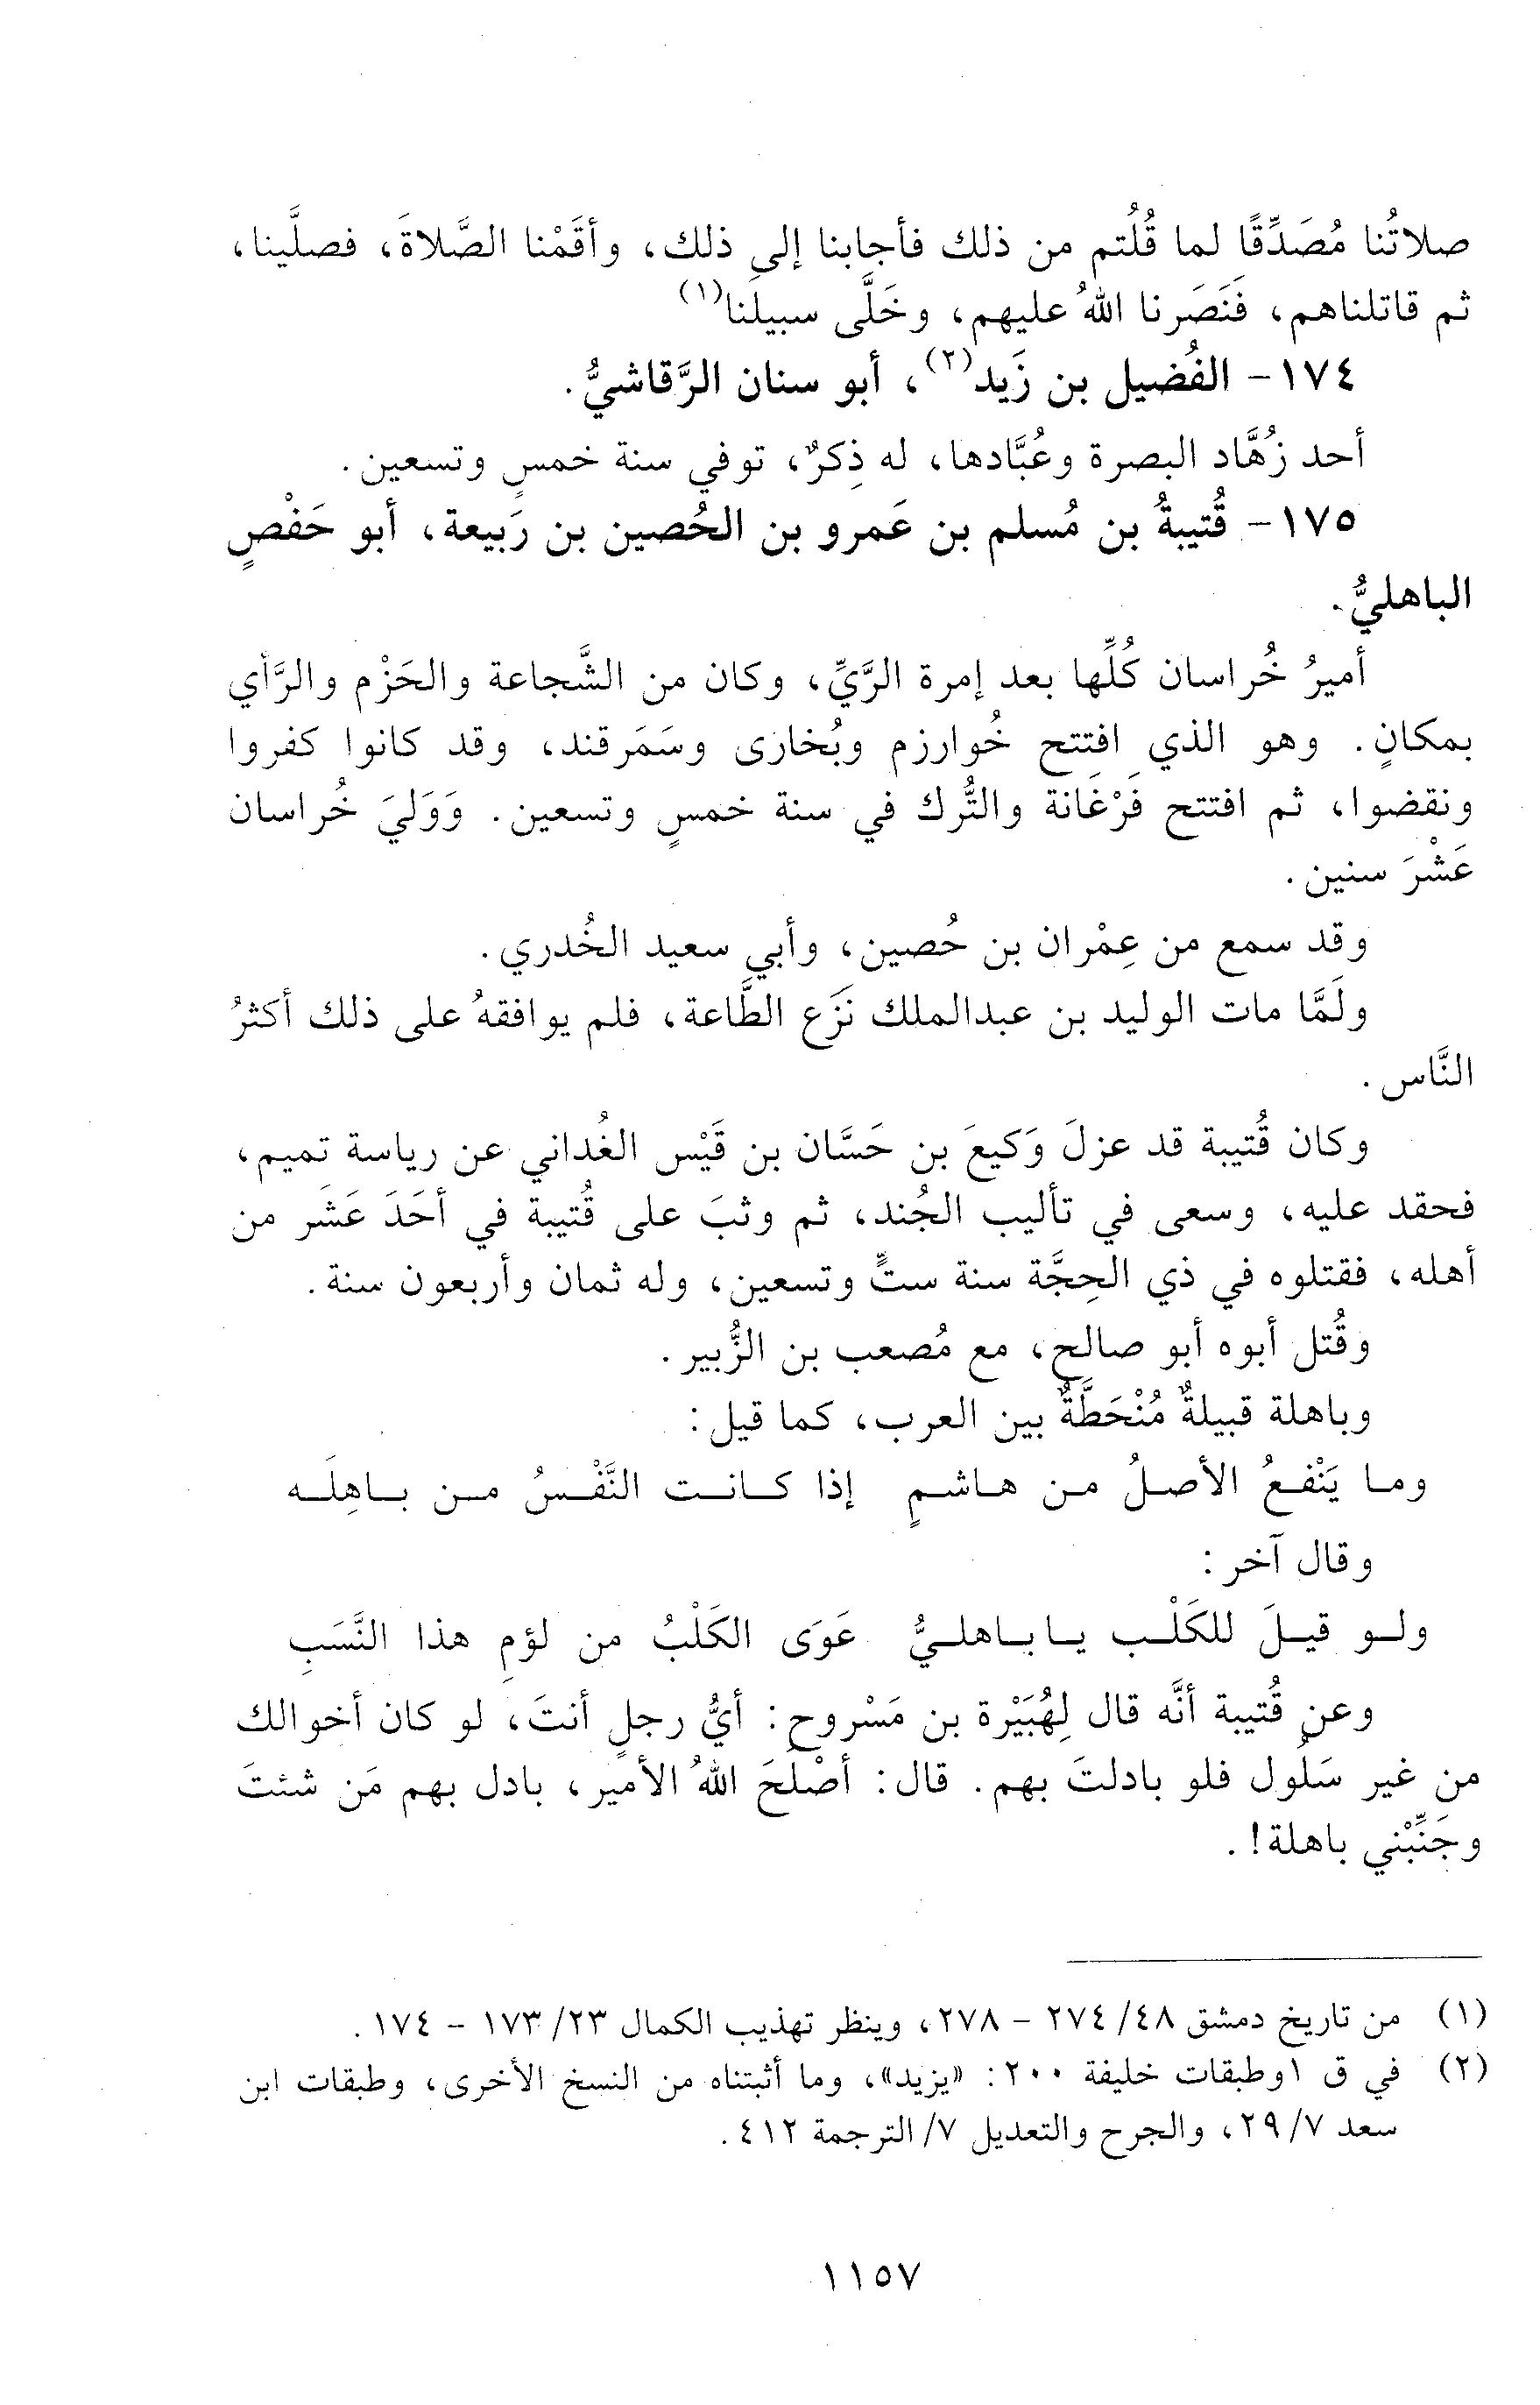 صلاتُنا مُصَدِّقًا لما قُلْتُم من ذلك فأجابنا إلى ذلك، وأقَمْنا الصَّلاةَ، فصلَّينا،
ثم قاتلناهم، فَنَصَرنا اللهُ عليهم، وخَلَّى سبيلَنا(١)
١٧٤- الفُضيل بن زَيد(٢)، أبو سنان الرَّقاشيُّ.
أحد زُهَّاد البصرة وعُبَّادها، له ذِكرٌ، توفي سنة خمسٍ وتسعين.
١٧٥- قُتيبةُ بن مُسلم بن عَمرو بن الحُصين بن رَبيعة، أبو حَفْصٍ
الباهليُّ.
أميرُ خُراسان كُلِّها بعد إمرة الرَّيِّ، وكان من الشَّجاعة والحَزْم والرَّأي
بمكانٍ. وهو الذي افتتح خُوارزم وبُخارى وسَمَرقند، وقد كانوا كفروا
ونقضوا، ثم افتتح فَرْغَانة والتُّرك في سنة خمسٍ وتسعين. وَوَليَ خُراسان
عَشْرَ سنين.
وقد سمع من عِمْران بن حُصين، وأبي سعيد الخُدري.
ولَمَّا مات الوليد بن عبدالملك نَزَع الطَّاعة، فلم يوافقهُ على ذلك أكثرُ
النَّاس.
وكان قُتيبة قد عزلَ وَكيعَ بن حَسَّان بن قَيْس الغُداني عن رياسة تَميم،
فحقد عليه، وسعى في تأليب الجُند، ثم وثبَ على قُتيبة في أحَدَ عَشَر من
أهله، فقتلوه في ذي الحِجَّة سنة ستٍّ وتسعين، وله ثمان وأربعون سنة.
وقُتل أبوه أبو صالح، مع مُصعب بن الزُّبير.
وباهلة قبيلةٌ مُنْحَطَّةٌ بين العرب، كما قيل:
وما يَنْفعُ الأصلُ من هاشمٍ إذا كانت النَّفْسُ من باهِلَه
وقال آخر:
ولو قيلَ للكَلْب ياباهليُّ عَوَى الكَلْبُ من لؤمِ هذا النَّسَبِ
وعن قُتيبة أنَّه قال لِهُبَيْرة بن مَسْروح: أيُّ رجلٍ أنتَ، لو كان أخوالك
من غير سَلُول فلو بادلتَ بهم. قال: أصْلَحَ اللهُ الأمير، بادل بهم مَن شئتَ
وجَنِّبْني باهلة!.
(١) من تاريخ دمشق ٤٨/ ٢٧٤ - ٢٧٨، وينظر تهذيب الكمال ٢٣/ ١٧٣ - ١٧٤.
(٢) في ق ١ وطبقات خليفة ٢٠٠: «يزيد»، وما أثبتناه من النسخ الأخرى، وطبقات ابن
سعد ٧/ ٢٩، والجرح والتعديل ٧/ الترجمة ٤١٢.
١١٥٧